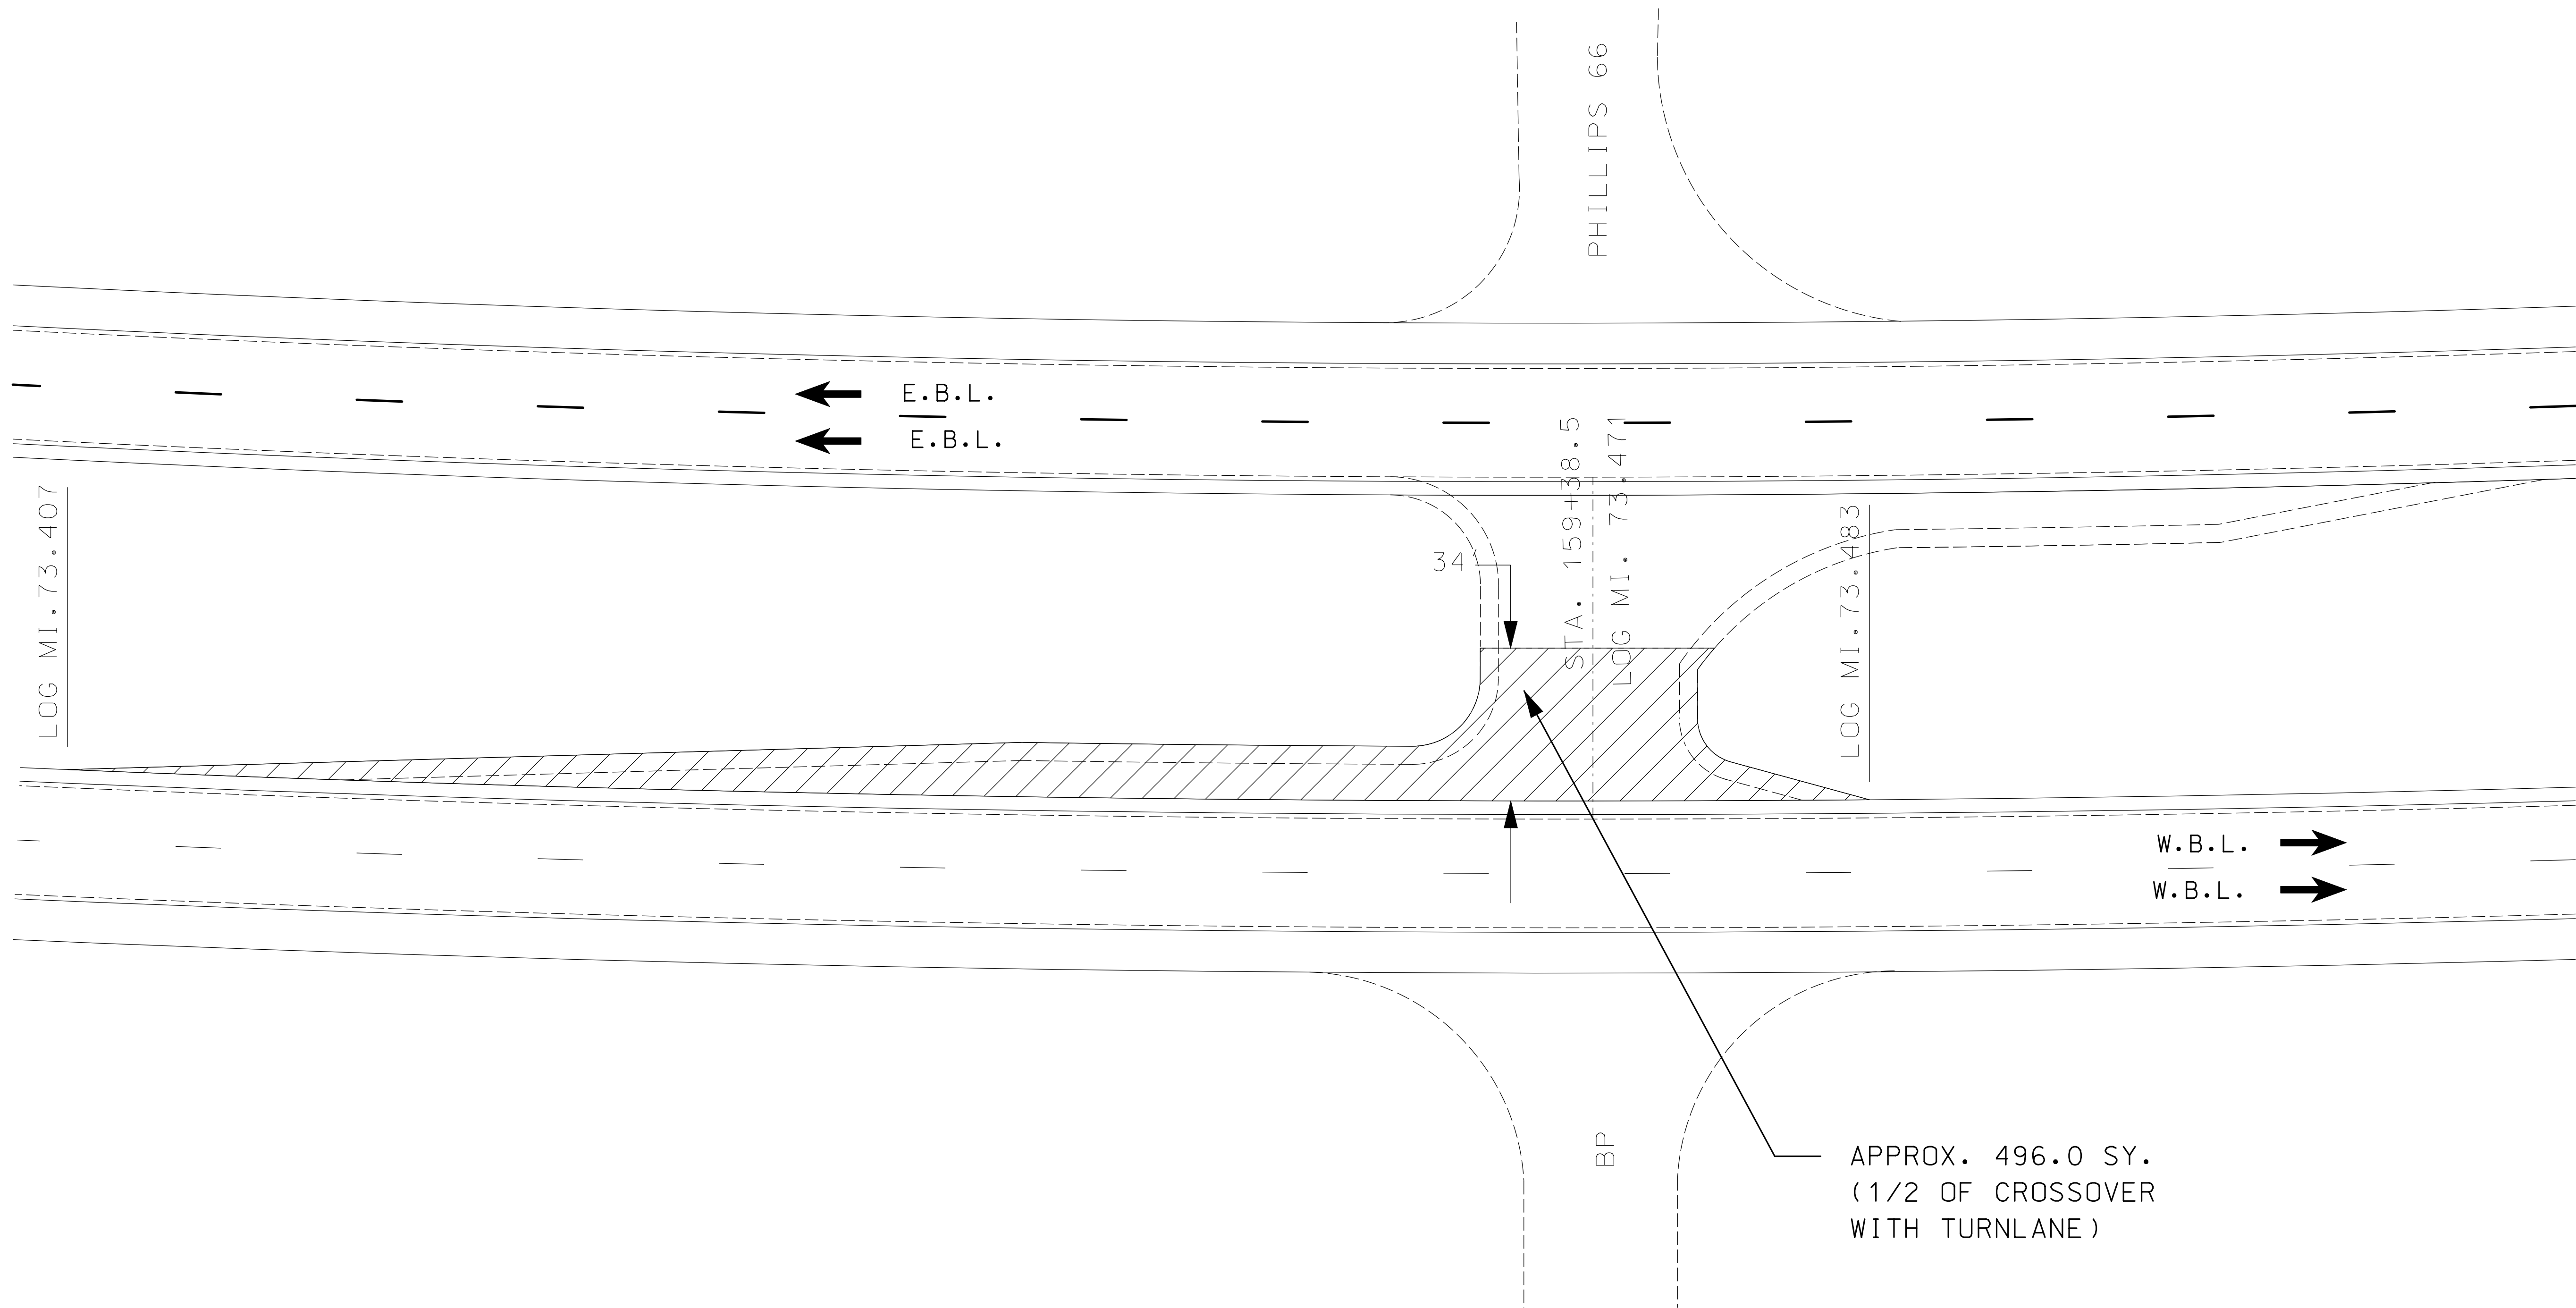 PHILLIPS 66
E.B.L.
E.B.L.
STA. 159+38.5
LOG MI. 73.471
LOG MI.73.407
34'
LOG MI.73.483
W.B.L.
W.B.L.
BP
APPROX. 496.0 SY.
(1/2 OF CROSSOVER
WITH TURNLANE)